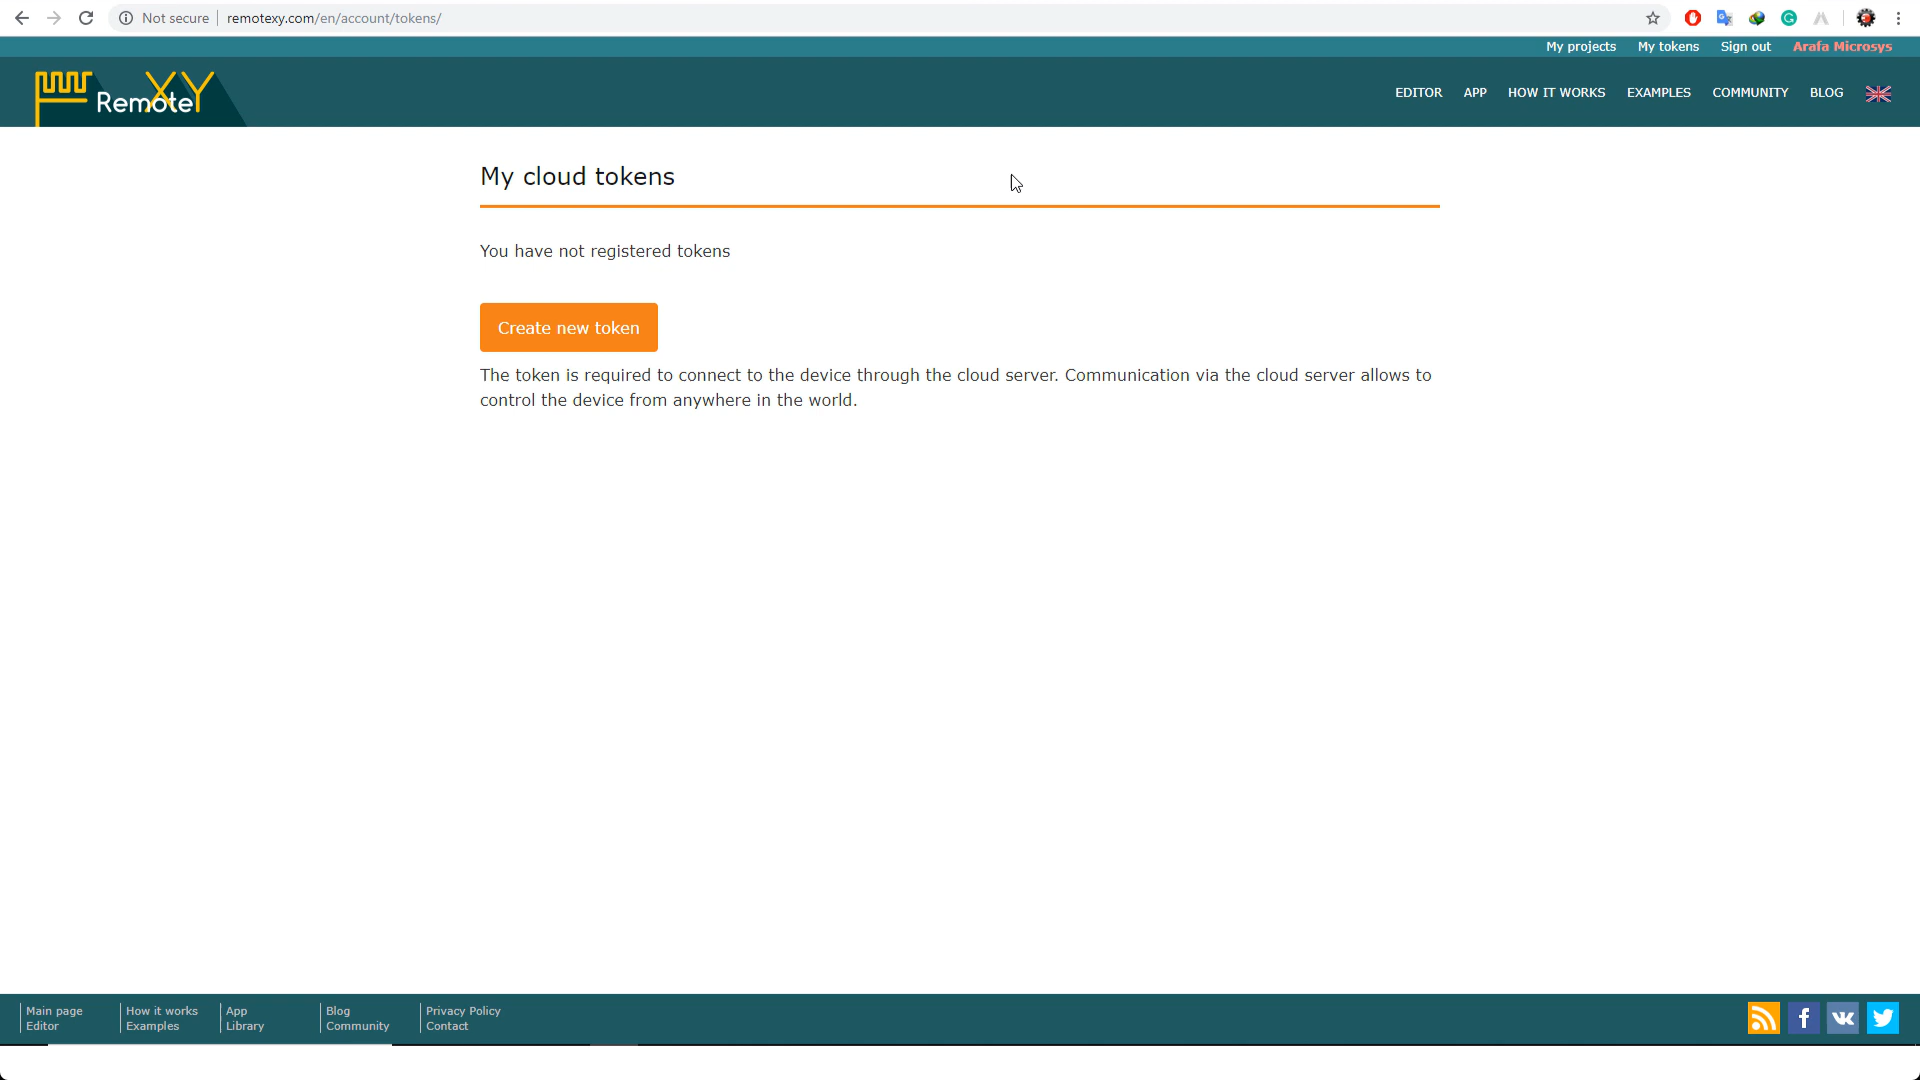 Not secure remotexy.com/en/account/tokens/
My projects My tokens Sign out Arafa Microsys
RemoteXY
EDITOR APP HOW IT WORKS EXAMPLES COMMUNITY BLOG
My cloud tokens
You have not registered tokens
Create new token
The token is required to connect to the device through the cloud server. Communication via the cloud server allows to
control the device from anywhere in the world.
Main page How it works App Blog Privacy Policy
Editor Examples Library Community Contact